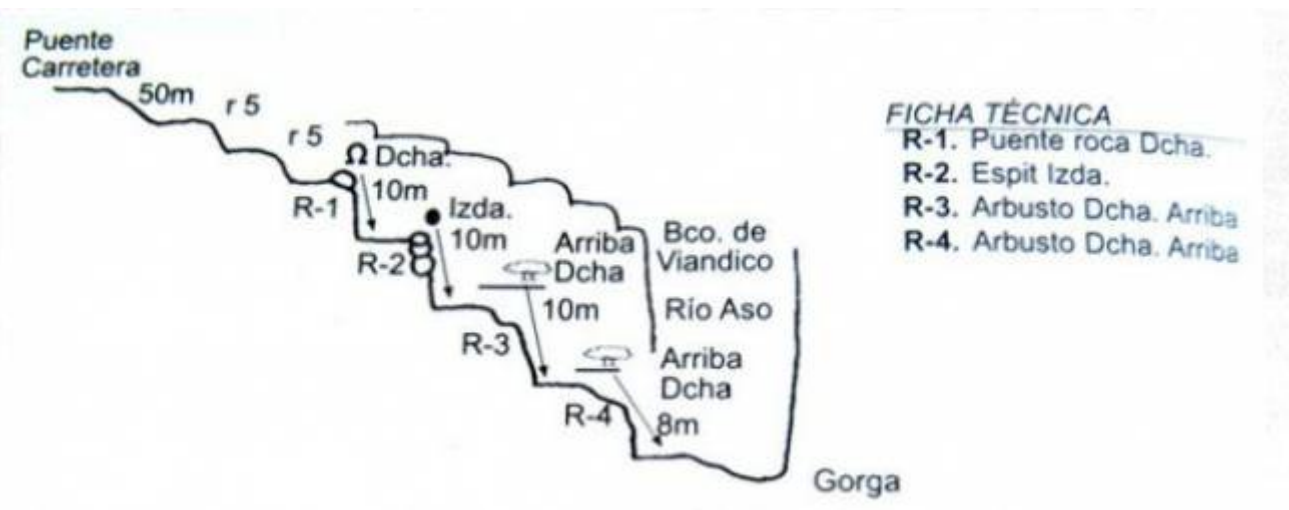 Puente
Carretera
50m
r 5
r 5
Ω Dcha.
10m
R-1
Izda.
10m
R-2
Arriba
Dcha
10m
R-3
Bco. de
Viandico
Río Aso
Arriba
Dcha
8m
R-4
Gorga
FICHA TÉCNICA
R-1. Puente roca Dcha.
R-2. Espit Izda.
R-3. Arbusto Dcha. Arriba
R-4. Arbusto Dcha. Arriba